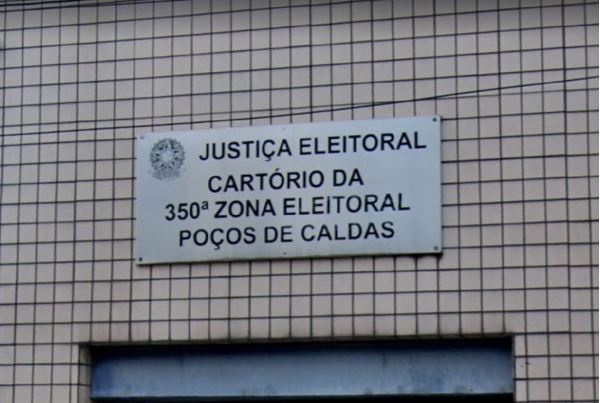 JUSTIÇA ELEITORAL
CARTÓRIO DA
350ª ZONA ELEITORAL
POÇOS DE CALDAS